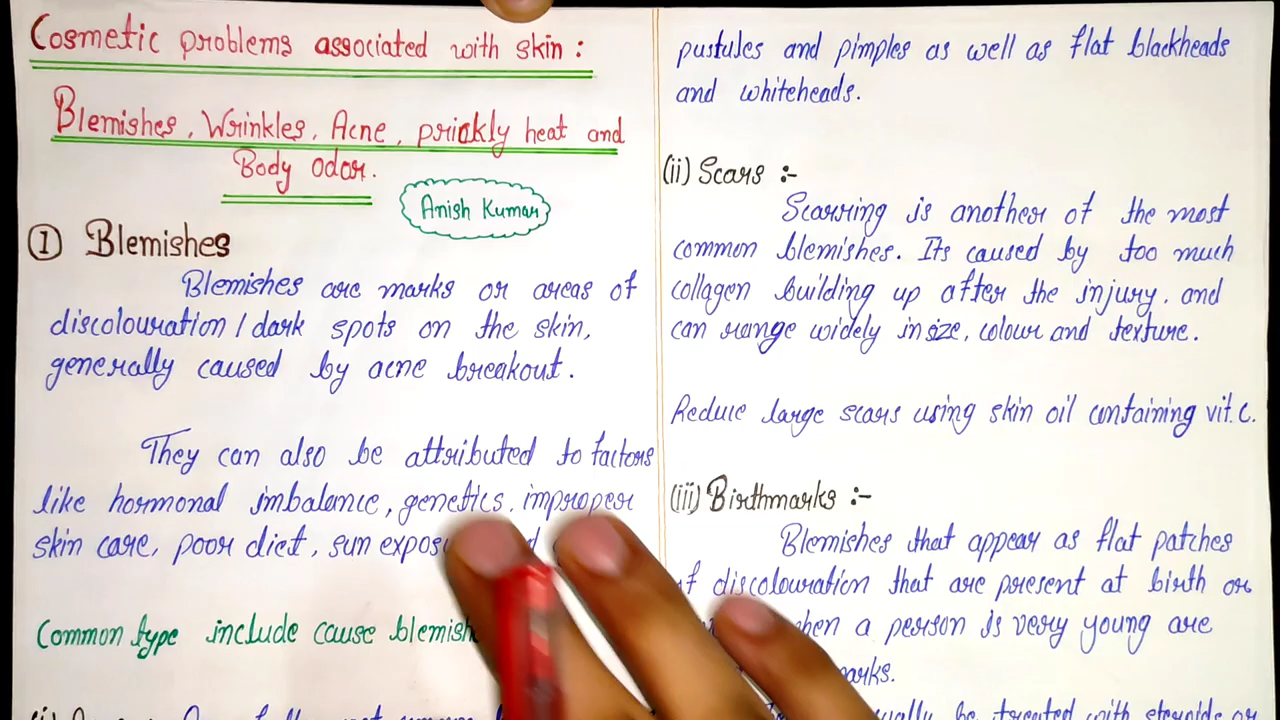 Cosmetic problems associated with skin :
Blemishes, Wrinkles, Acne, prickly heat and
Body odor.
Anish Kumar
① Blemishes
Blemishes are marks or areas of
discolouration / dark spots on the skin,
generally caused by acne breakout.
They can also be attributed to factors
like hormonal imbalance, genetics, improper
skin care, poor diet, sun
Common type include cause
(i)
pustules and pimples as well as flat blackheads
and whiteheads.
(ii) Scars :-
Scarring is another of the most
common blemishes. Its caused by too much
collagen building up after the injury, and
can range widely in size, colour and texture.
Reduce large scars using skin oil containing vit. C.
(iii) Birthmarks :-
Blemishes that appear as flat patches
of discolouration that are present at birth or
when a person is very young are
be treated with steroids or